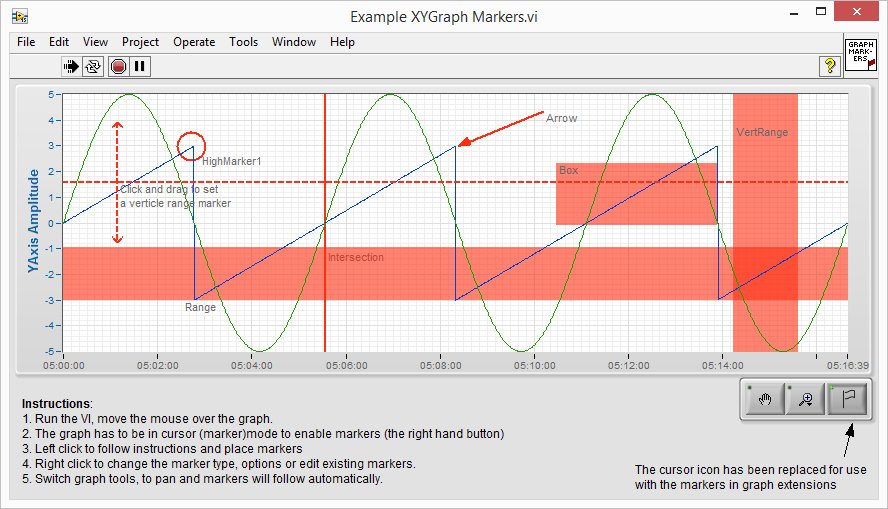 Example XYGraph Markers.vi
File Edit View Project Operate Tools Window Help
?
GRAPH
MARK-
ERS
5
4
3
2
1
0
-1
-2
-3
-4
-5
YAxis Amplitude
HighMarker1
Click and drag to set
a verticle range marker
Arrow
VertRange
Box
Intersection
Range
05:00:00 05:02:00 05:04:00 05:06:00 05:08:00 05:10:00 05:12:00 05:14:00 05:16:39
Instructions:
1. Run the VI, move the mouse over the graph.
2. The graph has to be in cursor (marker)mode to enable markers (the right hand button)
3. Left click to follow instructions and place markers
4. Right click to change the marker type, options or edit existing markers.
5. Switch graph tools, to pan and markers will follow automatically.
The cursor icon has been replaced for use
with the markers in graph extensions